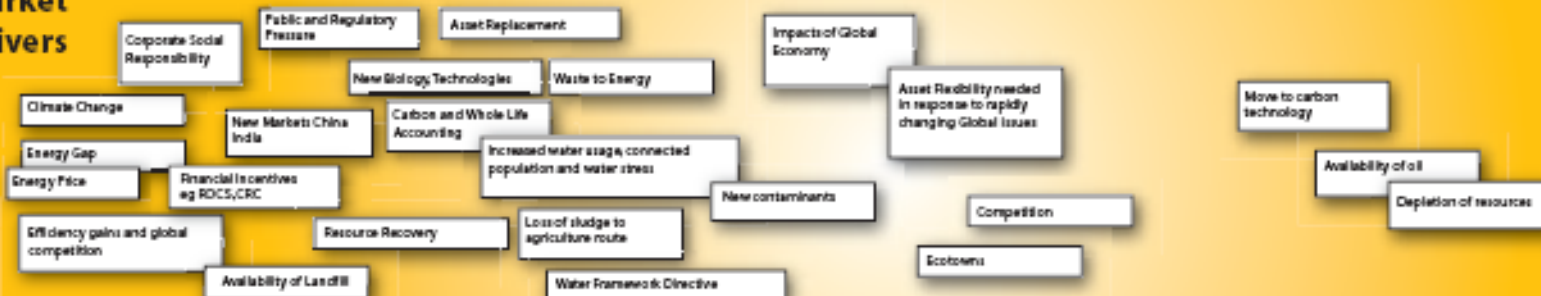 Corporate Social
Responsibility
Public and Regulatory
Pressure
Asset Replacement
Impacts of Global
Economy
New Biology, Technologies
Waste to Energy
Asset Flexibility needed
in response to rapidly
changing Global Issues
Move to carbon
technology
Climate Change
New Markets China
India
Carbon and Whole Life
Accounting
Energy Gap
Increased water usage, connected
population and water stress
Availability of oil
Energy Price
Financial Incentives
eg ROCS, CRC
New contaminants
Depletion of resources
Competition
Efficiency gains and global
competition
Resource Recovery
Loss of sludge to
agriculture route
Ecotowns
Availability of Landfill
Water Framework Directive